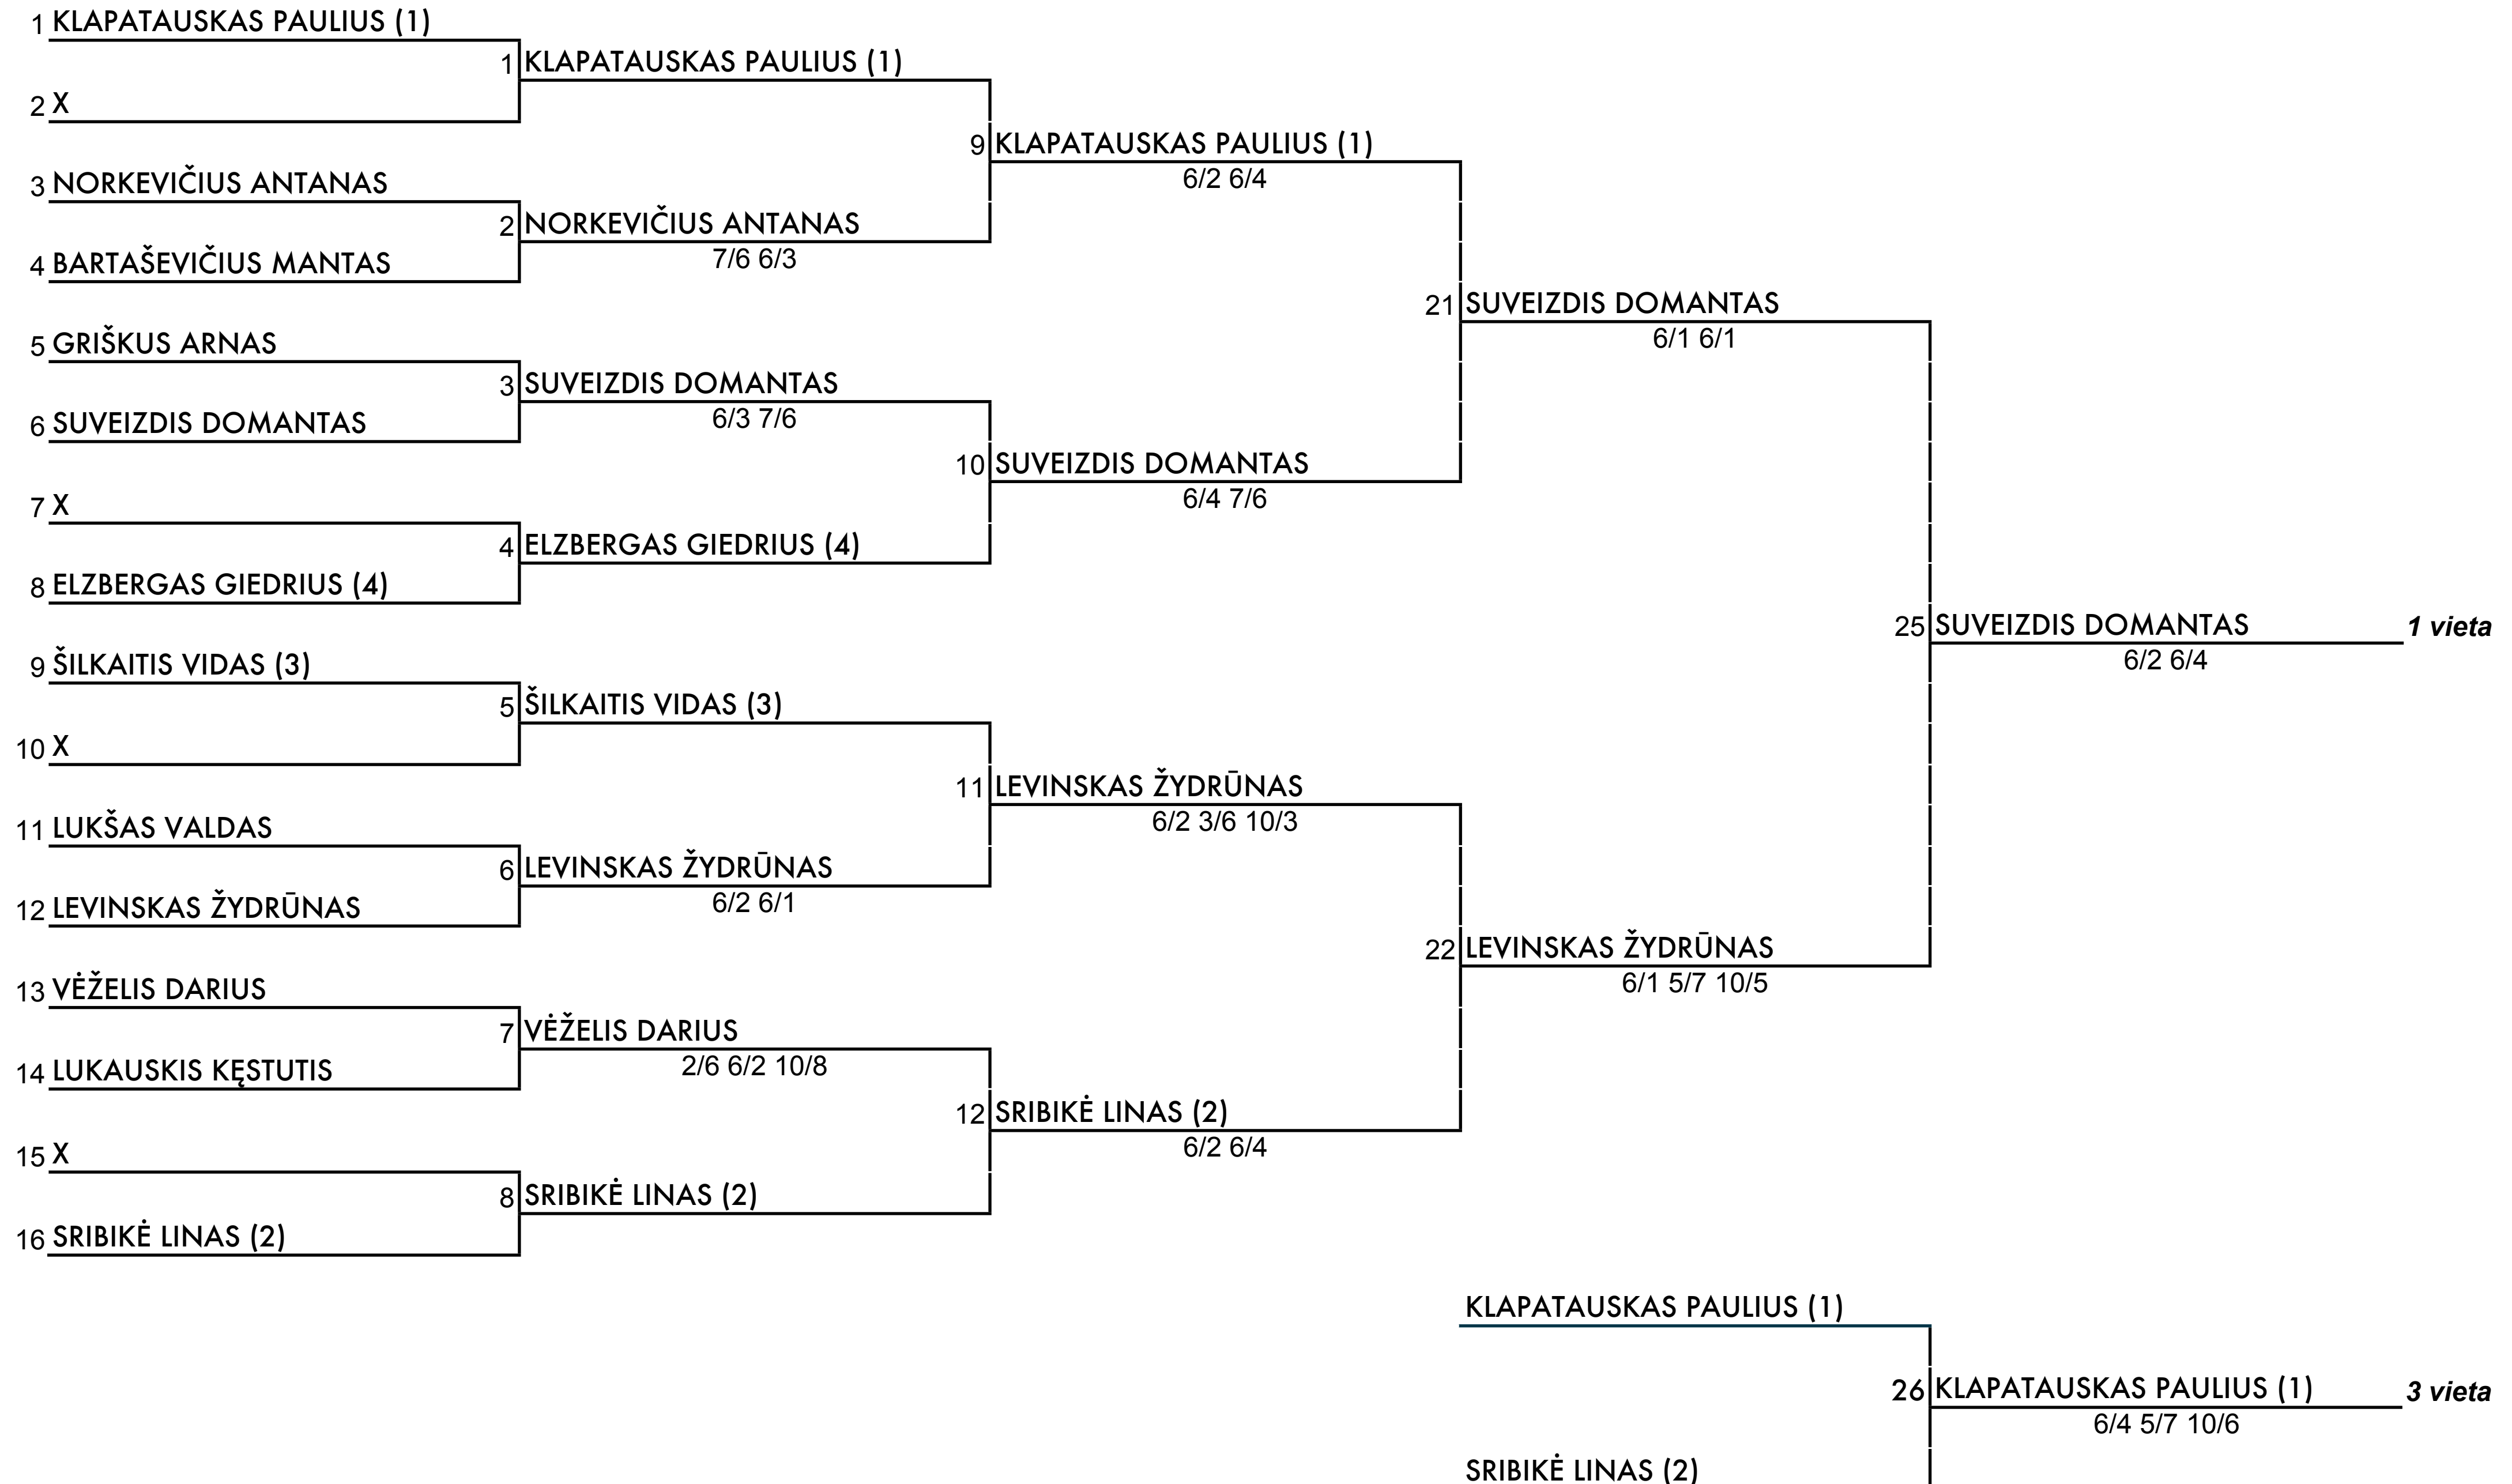 1 KLAPATAUSKAS PAULIUS (1)
1 KLAPATAUSKAS PAULIUS (1)
2 X
9 KLAPATAUSKAS PAULIUS (1)
6/2 6/4
3 NORKEVIČIUS ANTANAS
2 NORKEVIČIUS ANTANAS
7/6 6/3
4 BARTAŠEVIČIUS MANTAS
21 SUVEIZDIS DOMANTAS
6/1 6/1
5 GRIŠKUS ARNAS
3 SUVEIZDIS DOMANTAS
6/3 7/6
6 SUVEIZDIS DOMANTAS
10 SUVEIZDIS DOMANTAS
6/4 7/6
7 X
4 ELZBERGAS GIEDRIUS (4)
8 ELZBERGAS GIEDRIUS (4)
25 SUVEIZDIS DOMANTAS 1 vieta
6/2 6/4
9 ŠILKAITIS VIDAS (3)
5 ŠILKAITIS VIDAS (3)
10 X
11 LEVINSKAS ŽYDRŪNAS
6/2 3/6 10/3
11 LUKŠAS VALDAS
6 LEVINSKAS ŽYDRŪNAS
6/2 6/1
12 LEVINSKAS ŽYDRŪNAS
22 LEVINSKAS ŽYDRŪNAS
6/1 5/7 10/5
13 VĖŽELIS DARIUS
7 VĖŽELIS DARIUS
2/6 6/2 10/8
14 LUKAUSKIS KĘSTUTIS
12 SRIBIKĖ LINAS (2)
6/2 6/4
15 X
8 SRIBIKĖ LINAS (2)
16 SRIBIKĖ LINAS (2)
KLAPATAUSKAS PAULIUS (1)
26 KLAPATAUSKAS PAULIUS (1) 3 vieta
6/4 5/7 10/6
SRIBIKĖ LINAS (2)